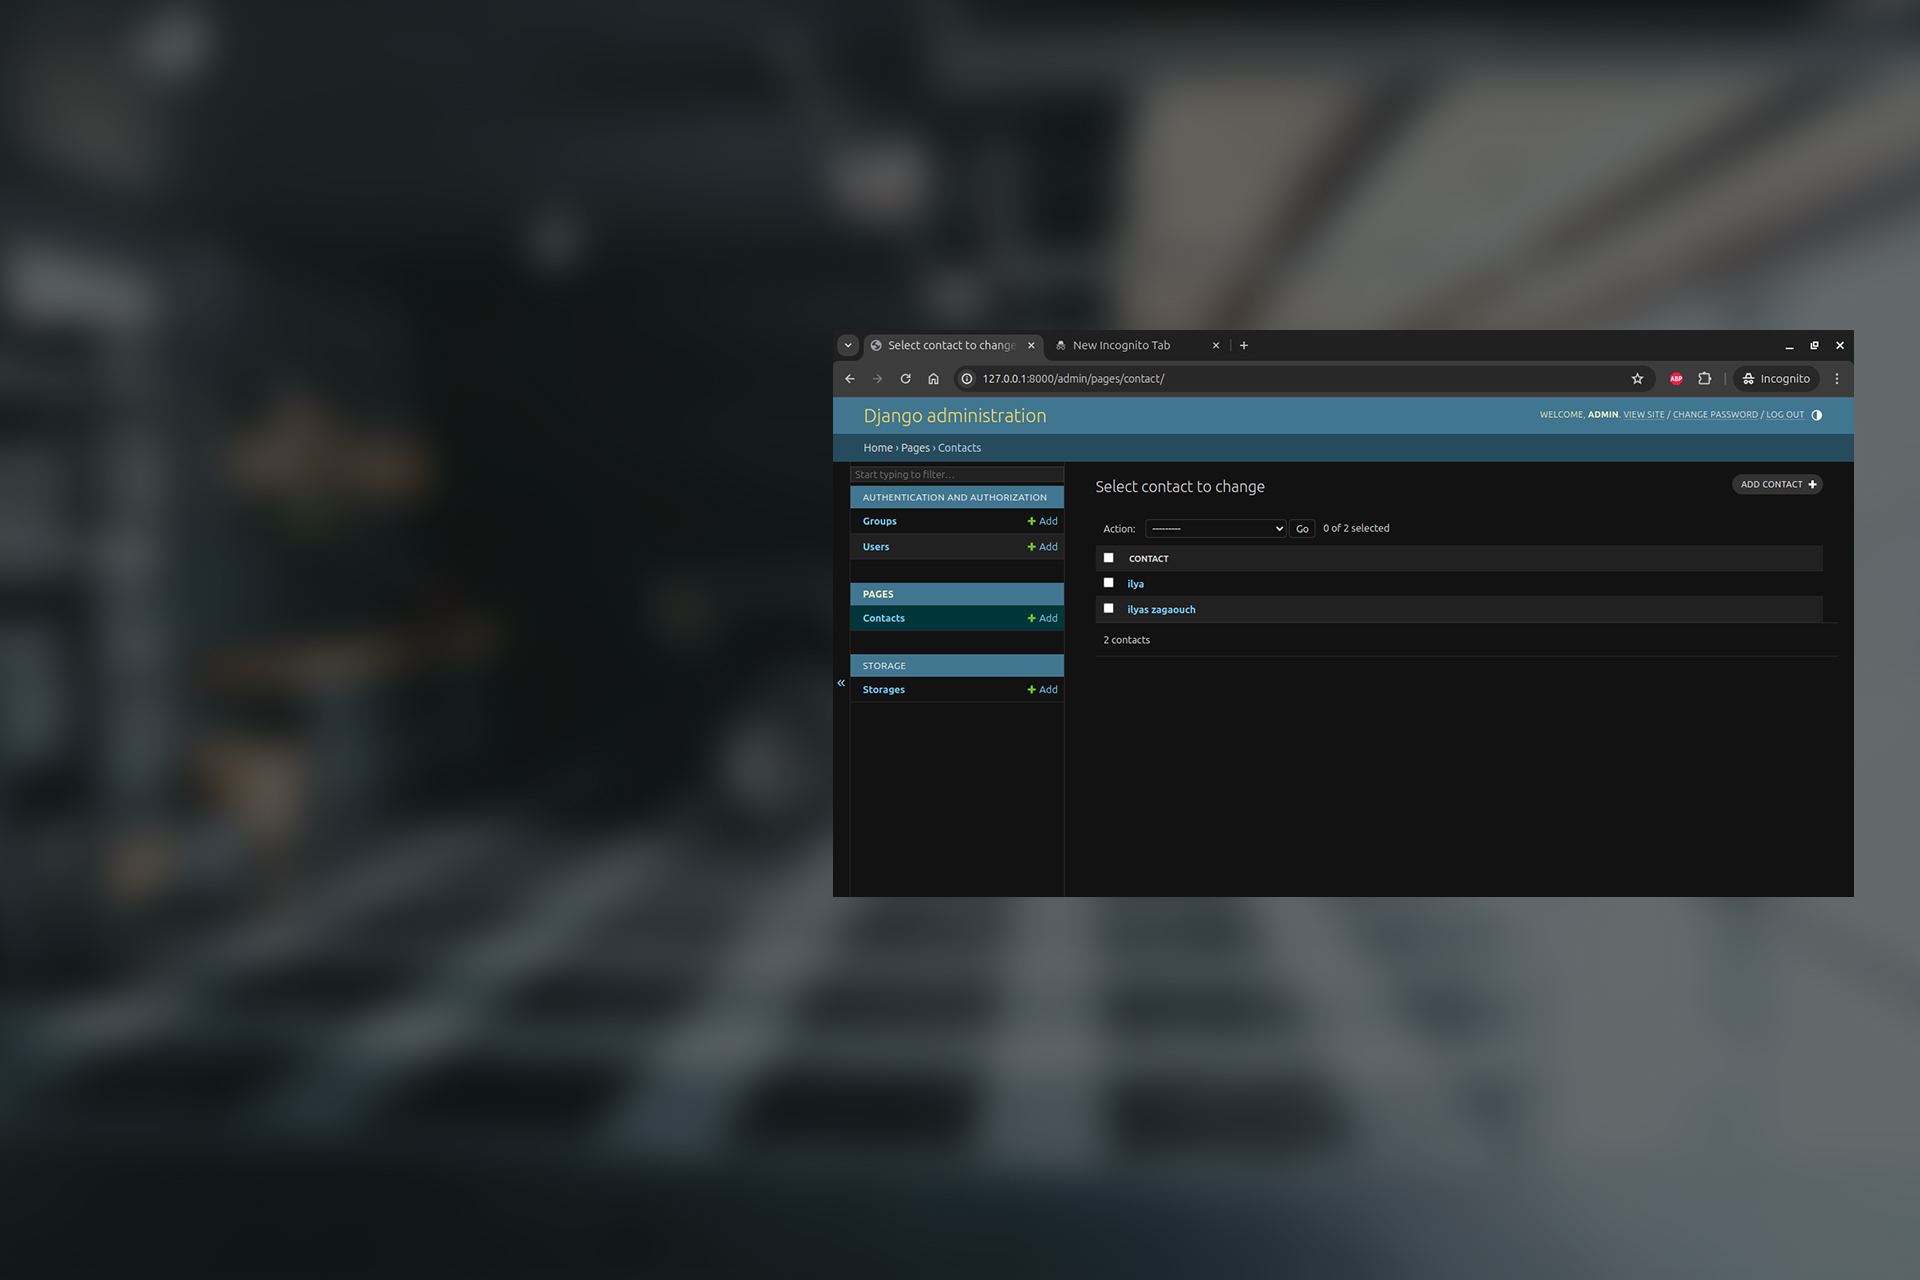 Select contact to change
New Incognito Tab
127.0.0.1:8000/admin/pages/contact/
ABP
Incognito
Django administration
WELCOME, ADMIN. VIEW SITE / CHANGE PASSWORD / LOG OUT
Home › Pages › Contacts
Start typing to filter...
AUTHENTICATION AND AUTHORIZATION
Groups
+ Add
Users
+ Add
PAGES
Contacts
+ Add
STORAGE
Storages
+ Add
«
Select contact to change
ADD CONTACT +
Action: --------- Go 0 of 2 selected
CONTACT
ilya
ilyas zagaouch
2 contacts